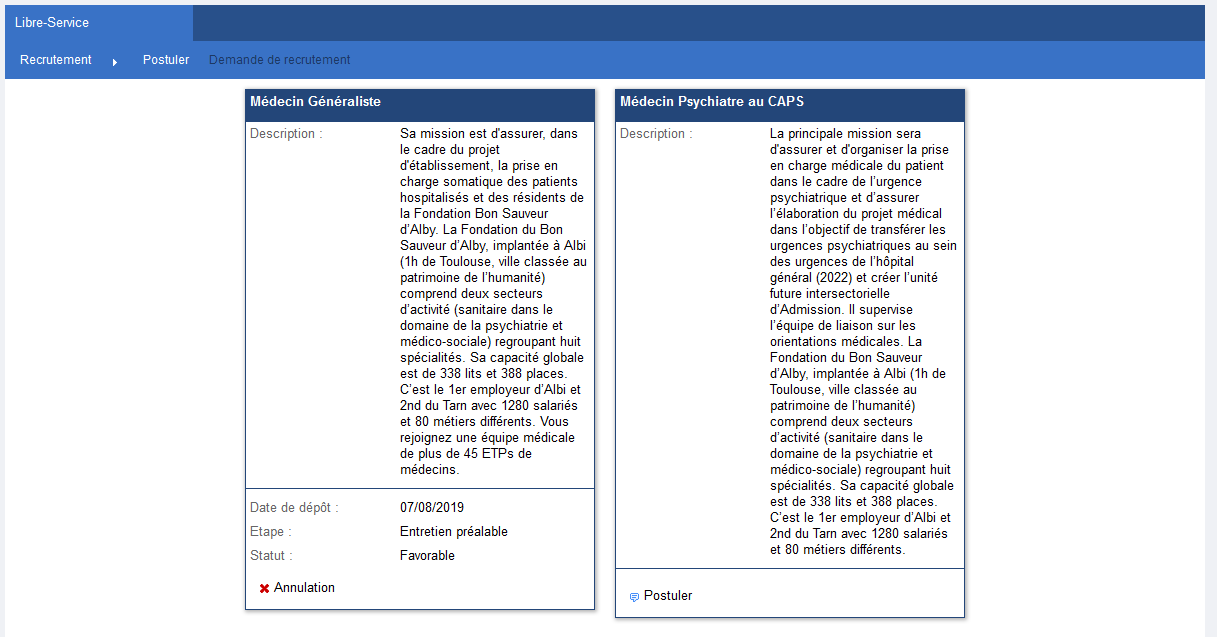 Libre-Service
Recrutement
Postuler
Demande de recrutement
Médecin Généraliste
Description :
Sa mission est d'assurer, dans
le cadre du projet
d'établissement, la prise en
charge somatique des patients
hospitalisés et des résidents de
la Fondation Bon Sauveur
d’Alby. La Fondation du Bon
Sauveur d’Alby, implantée à Albi
(1h de Toulouse, ville classée au
patrimoine de l’humanité)
comprend deux secteurs
d’activité (sanitaire dans le
domaine de la psychiatrie et
médico-sociale) regroupant huit
spécialités. Sa capacité globale
est de 338 lits et 388 places.
C’est le 1er employeur d’Albi et
2nd du Tarn avec 1280 salariés
et 80 métiers différents. Vous
rejoignez une équipe médicale
de plus de 45 ETPs de
médecins.
Date de dépôt :
07/08/2019
Etape :
Entretien préalable
Statut :
Favorable
Annulation
Médecin Psychiatre au CAPS
Description :
La principale mission sera
d'assurer et d'organiser la prise
en charge médicale du patient
dans le cadre de l’urgence
psychiatrique et d’assurer
l’élaboration du projet médical
dans l’objectif de transférer les
urgences psychiatriques au sein
des urgences de l’hôpital
général (2022) et créer l’unité
future intersectorielle
d’Admission. Il supervise
l’équipe de liaison sur les
orientations médicales. La
Fondation du Bon Sauveur
d’Alby, implantée à Albi (1h de
Toulouse, ville classée au
patrimoine de l’humanité)
comprend deux secteurs
d’activité (sanitaire dans le
domaine de la psychiatrie et
médico-sociale) regroupant huit
spécialités. Sa capacité globale
est de 338 lits et 388 places.
C’est le 1er employeur d’Albi et
2nd du Tarn avec 1280 salariés
et 80 métiers différents.
Postuler